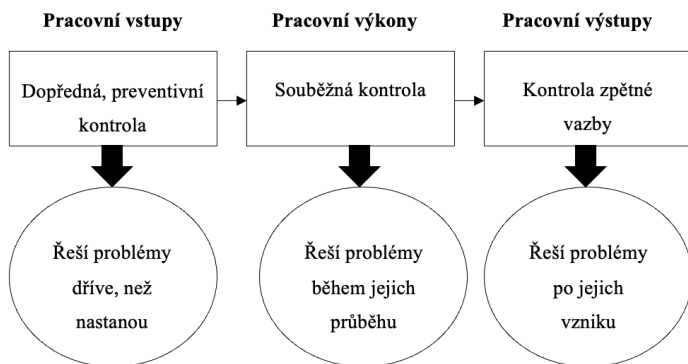 Pracovní vstupy
Pracovní výkony
Pracovní výstupy
Dopředná, preventivní
kontrola
Souběžná kontrola
Kontrola zpětné
vazby
Řeší problémy
dříve, než
nastanou
Řeší problémy
během jejich
průběhu
Řeší problémy
po jejich
vzniku